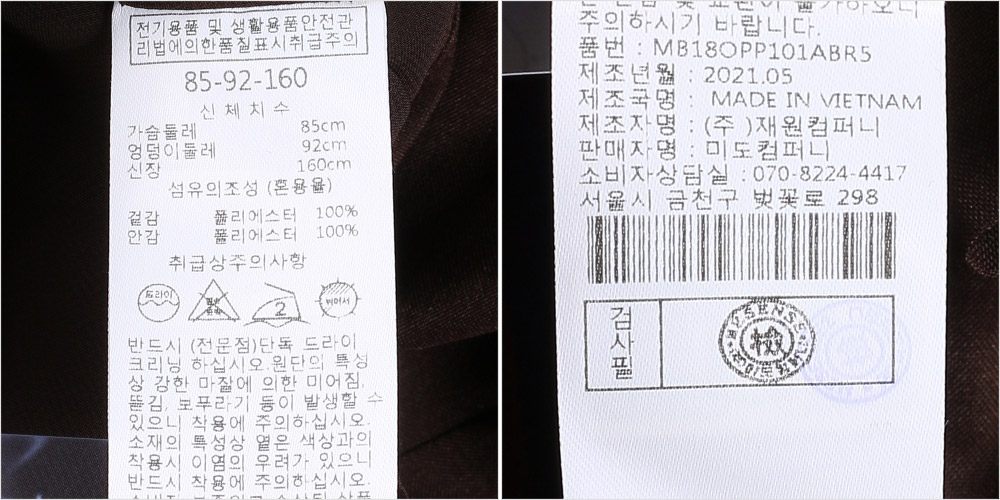 전기용품 및 생활용품안전관
리법에의한품질표시취급주의
85-92-160
신 체 치 수
가슴둘레 85cm
엉덩이둘레 92cm
신장 160cm
섬유의조성 (혼용율)
겉감 폴리에스터 100%
안감 폴리에스터 100%
취급상주의사항
드라이
2
뉘어서
반드시 (전문점)단독 드라이
크리닝 하십시오.원단의 특성
상 강한 마찰에 의한 미어짐,
뜯김, 보푸라기 등이 발생할 수
있으니 착용에 주의하십시오.
소재의 특성상 옅은 색상과의
착용시 이염의 우려가 있으니
반드시 착용에 주의하십시오.
주의하시기 바랍니다.
품번 : MB18OPP101ABR5
제조년월 : 2021.05
제조국명 : MADE IN VIETNAM
제조자명 : (주 )재원컴퍼니
판매자명 : 미도컴퍼니
소비자상담실 : 070-8224-4417
서울시 금천구 벚꽃로 298
검사필
檢